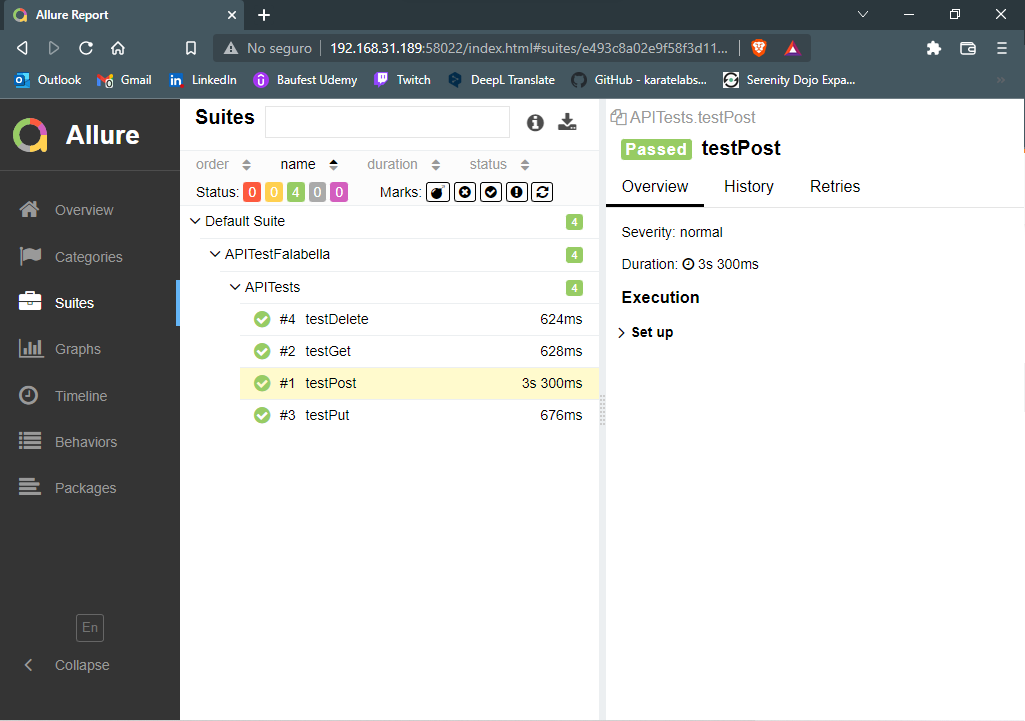 Allure Report
No seguro 192.168.31.189:58022/index.html#suites/e493c8a02e9f58f3d11...
Outlook Gmail LinkedIn Baufest Udemy Twitch DeepL Translate GitHub - karatelabs... Serenity Dojo Expa...
Allure
Overview
Categories
Suites
Graphs
Timeline
Behaviors
Packages
En
Collapse
Suites
order name duration status
Status: 0 0 4 0 0 Marks:
Default Suite 4
APITestFalabella 4
APITests 4
#4 testDelete 624ms
#2 testGet 628ms
#1 testPost 3s 300ms
#3 testPut 676ms
APITests.testPost
Passed testPost
Overview History Retries
Severity: normal
Duration: 3s 300ms
Execution
Set up